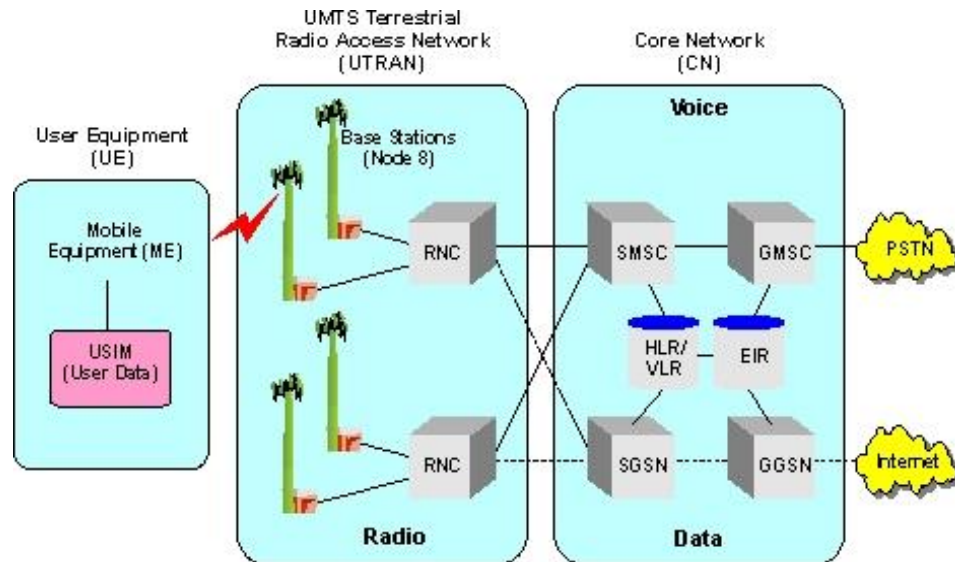 UMTS Terrestrial
Radio Access Network
(UTRAN)
Core Network
(CN)
User Equipment
(UE)
Voice
Base Stations
(Node 8)
Mobile
Equipment (ME)
USIM
(User Data)
RNC
SMSC
GMSC
PSTN
HLR/
VLR
EIR
RNC
SGSN
GGSN
Internet
Radio
Data